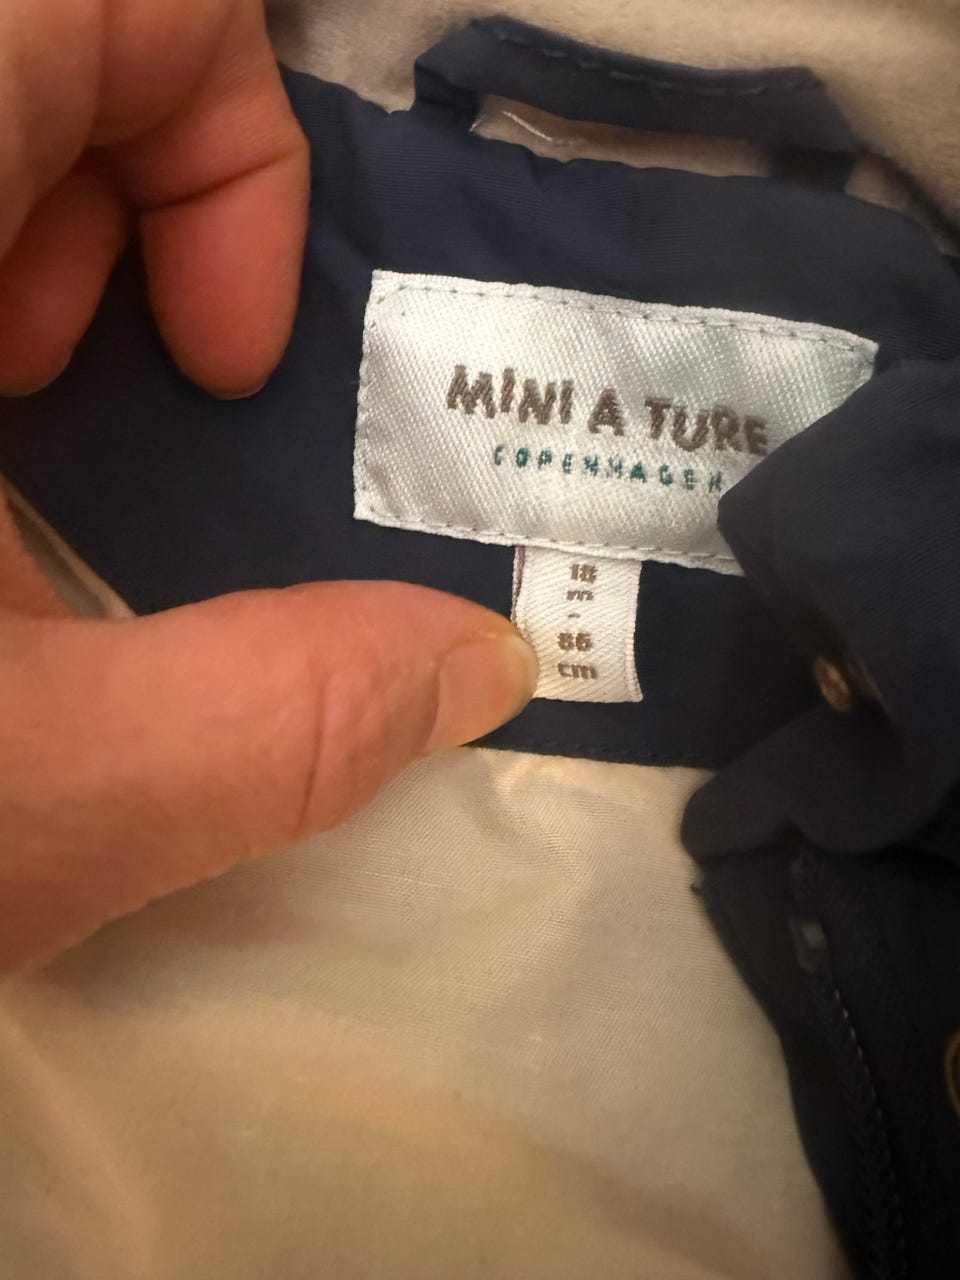 MINI A TURE
COPENHAGEN
18
m
-
86
cm